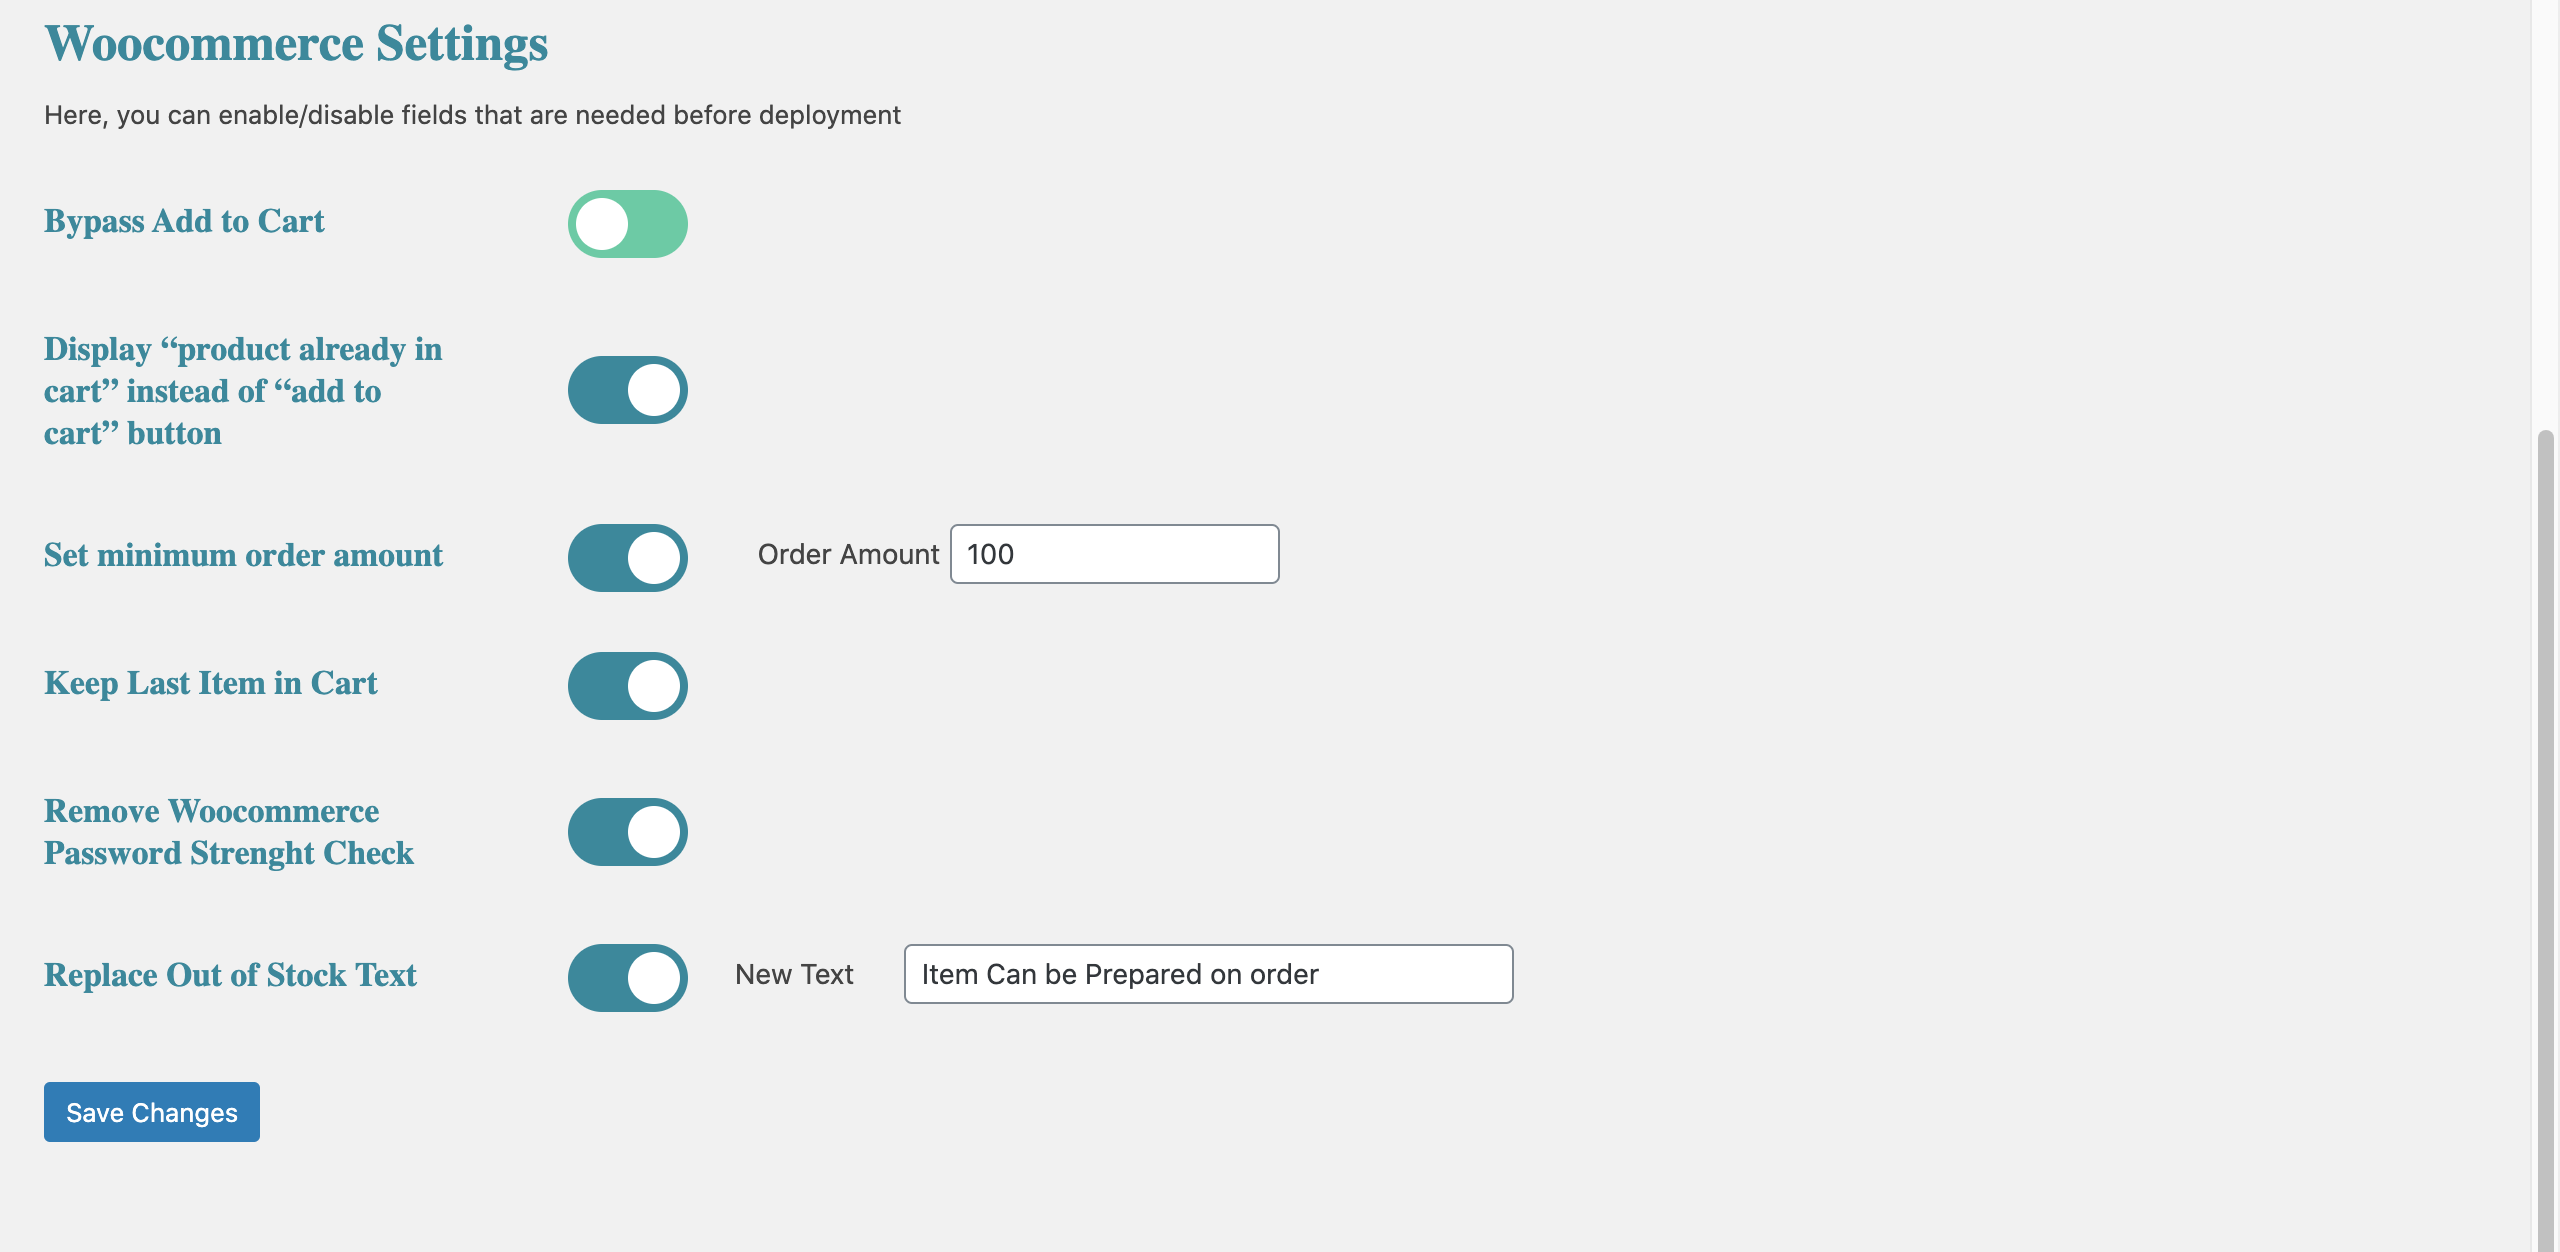 Woocommerce Settings
Here, you can enable/disable fields that are needed before deployment
Bypass Add to Cart
Display “product already in
cart” instead of “add to
cart” button
Set minimum order amount
Order Amount 100
Keep Last Item in Cart
Remove Woocommerce
Password Strenght Check
Replace Out of Stock Text
New Text Item Can be Prepared on order
Save Changes